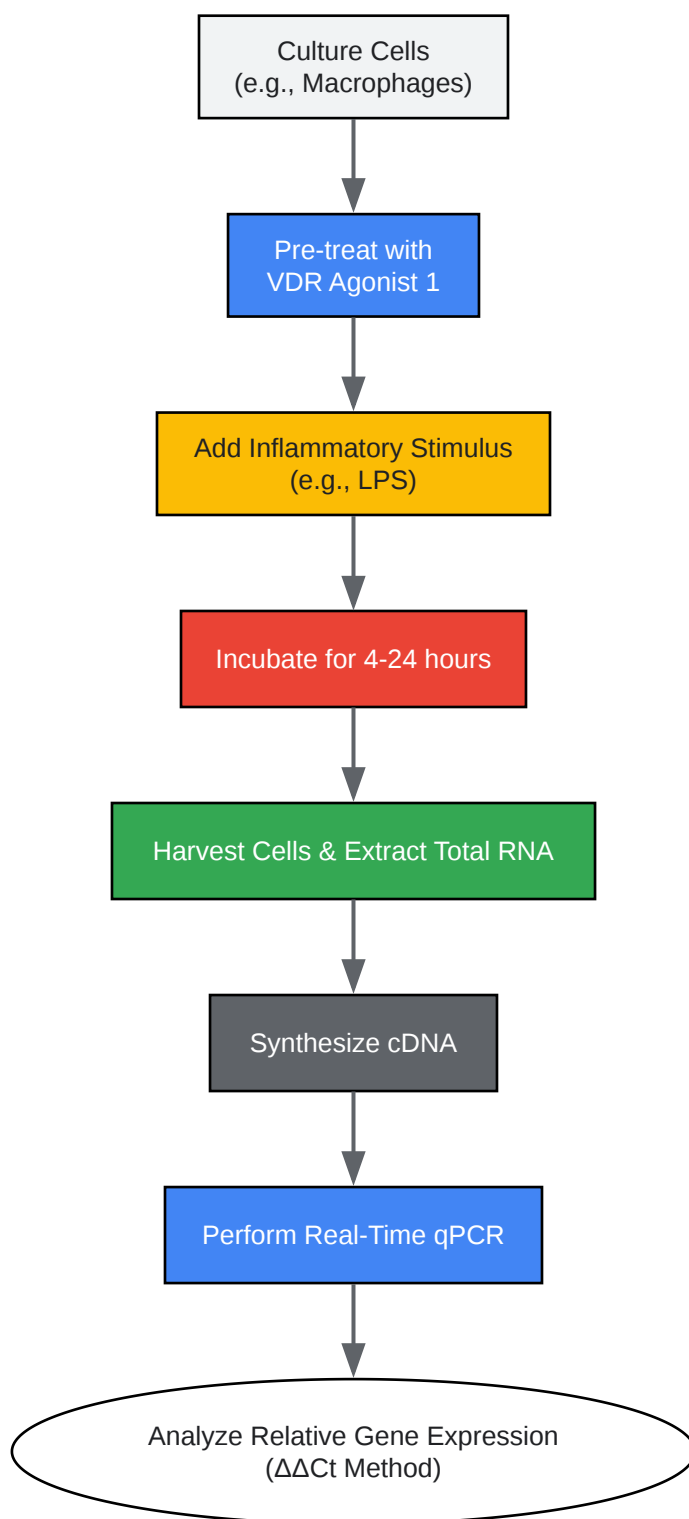 Culture Cells
(e.g., Macrophages)
Pre-treat with
VDR Agonist 1
Add Inflammatory Stimulus
(e.g., LPS)
Incubate for 4-24 hours
Harvest Cells & Extract Total RNA
Synthesize cDNA
Perform Real-Time qPCR
Analyze Relative Gene Expression
(ΔΔCt Method)